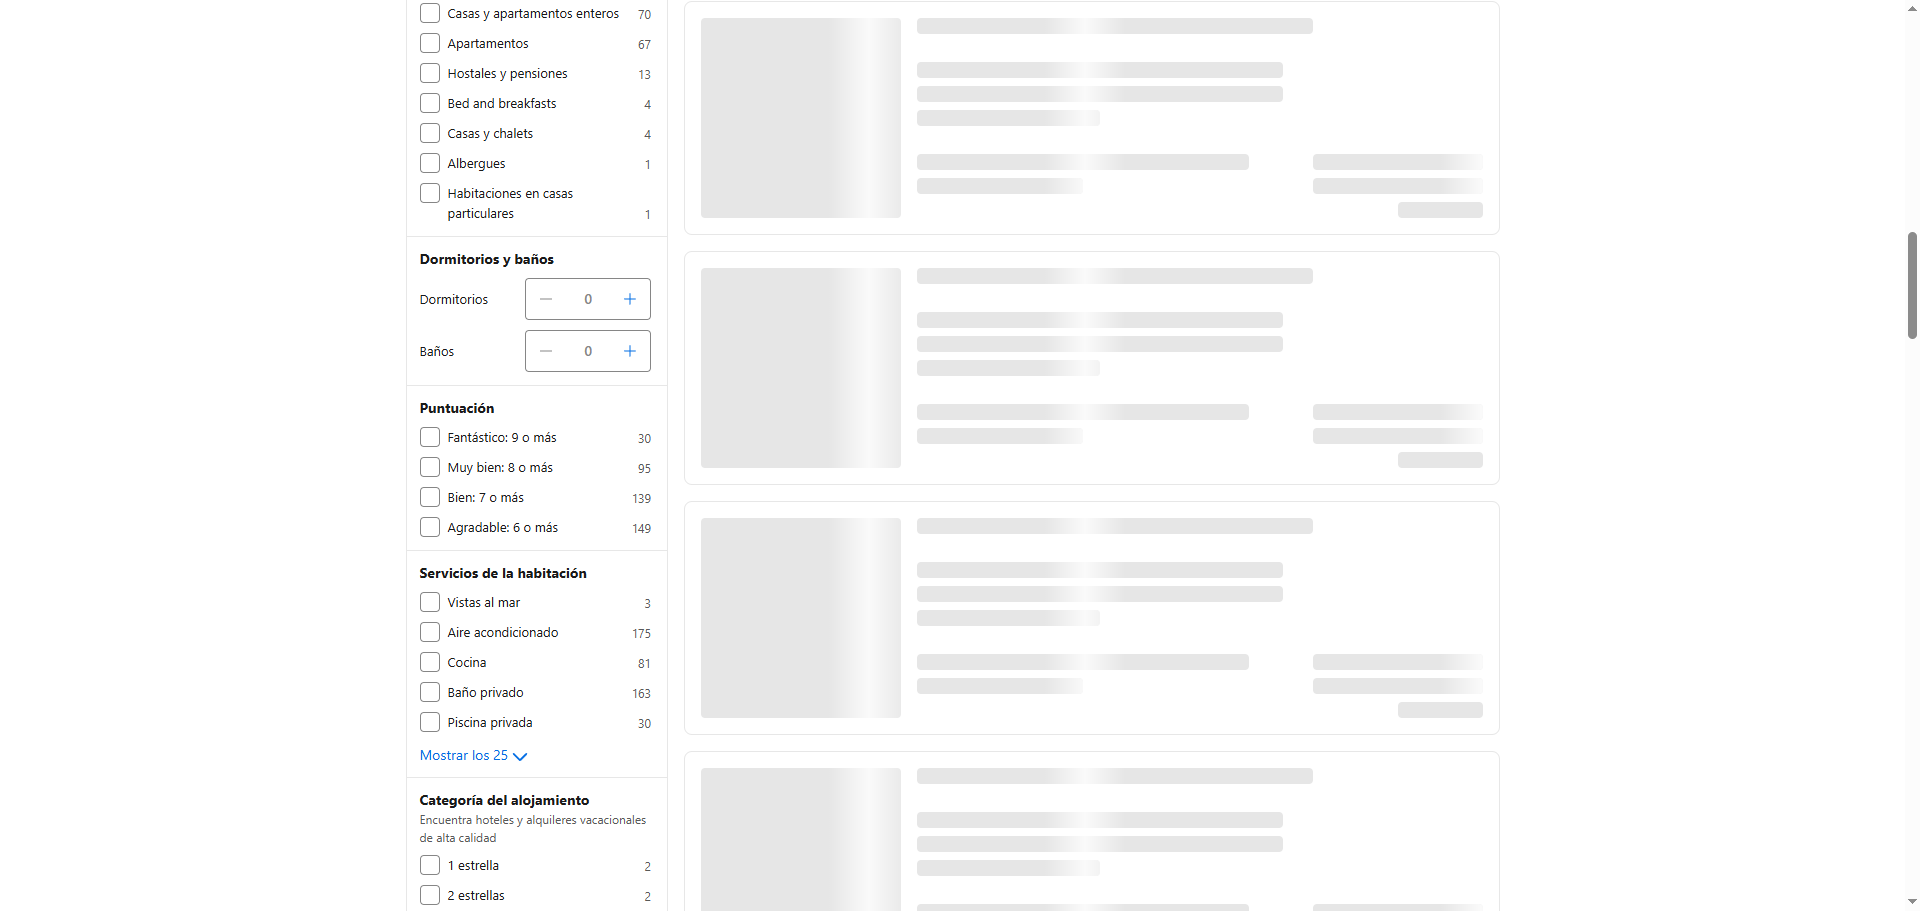 Casas y apartamentos enteros 70
Apartamentos 67
Hostales y pensiones 13
Bed and breakfasts 4
Casas y chalets 4
Albergues 1
Habitaciones en casas
particulares 1
Dormitorios y baños
Dormitorios 0
Baños 0
Puntuación
Fantástico: 9 o más 30
Muy bien: 8 o más 95
Bien: 7 o más 139
Agradable: 6 o más 149
Servicios de la habitación
Vistas al mar 3
Aire acondicionado 175
Cocina 81
Baño privado 163
Piscina privada 30
Mostrar los 25
Categoría del alojamiento
Encuentra hoteles y alquileres vacacionales
de alta calidad
1 estrella 2
2 estrellas 2